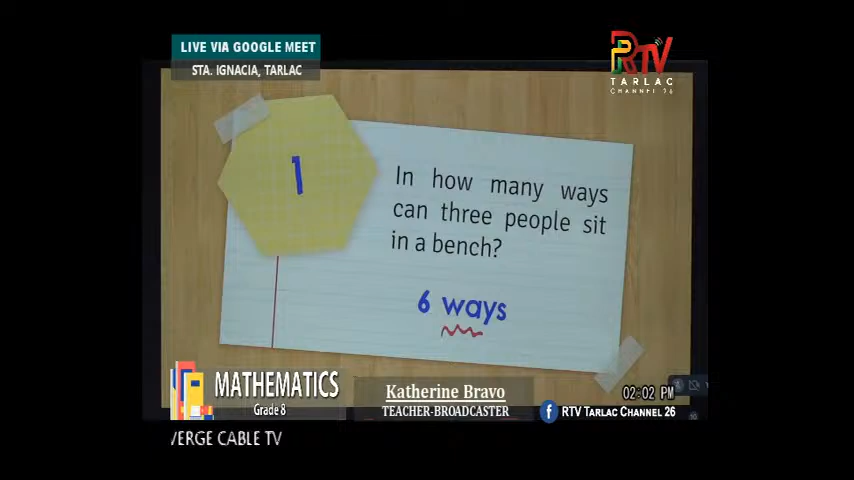 LIVE VIA GOOGLE MEET
STA. IGNACIA, TARLAC
RTV
TARLAC
CHANNEL 26
1
In how many ways
can three people sit
in a bench?
6 ways
MATHEMATICS
Grade 8
Katherine Bravo
TEACHER-BROADCASTER
02:02 PM
RTV TARLAC CHANNEL 26
VERGE CABLE TV